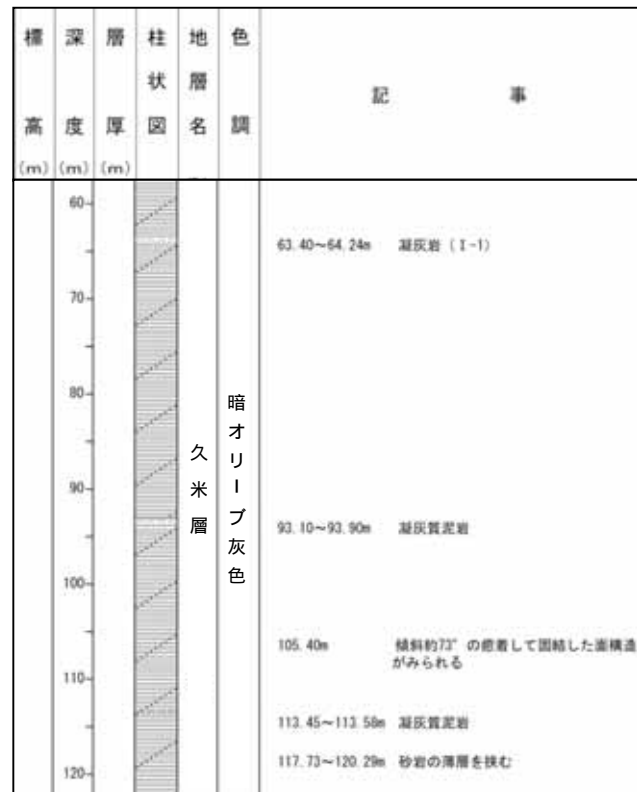 標高(m)
深度(m)
層厚(m)
柱状図
地層名
色調
記事
60
63.40~64.24m 凝灰岩(I-1)
70
80
90
久米層
暗オリーブ灰色
93.10~93.90m 凝灰質泥岩
100
105.40m 傾斜約73°の癒着して固結した面構造
がみられる
110
113.45~113.58m 凝灰質泥岩
117.73~120.29m 砂岩の薄層を挟む
120